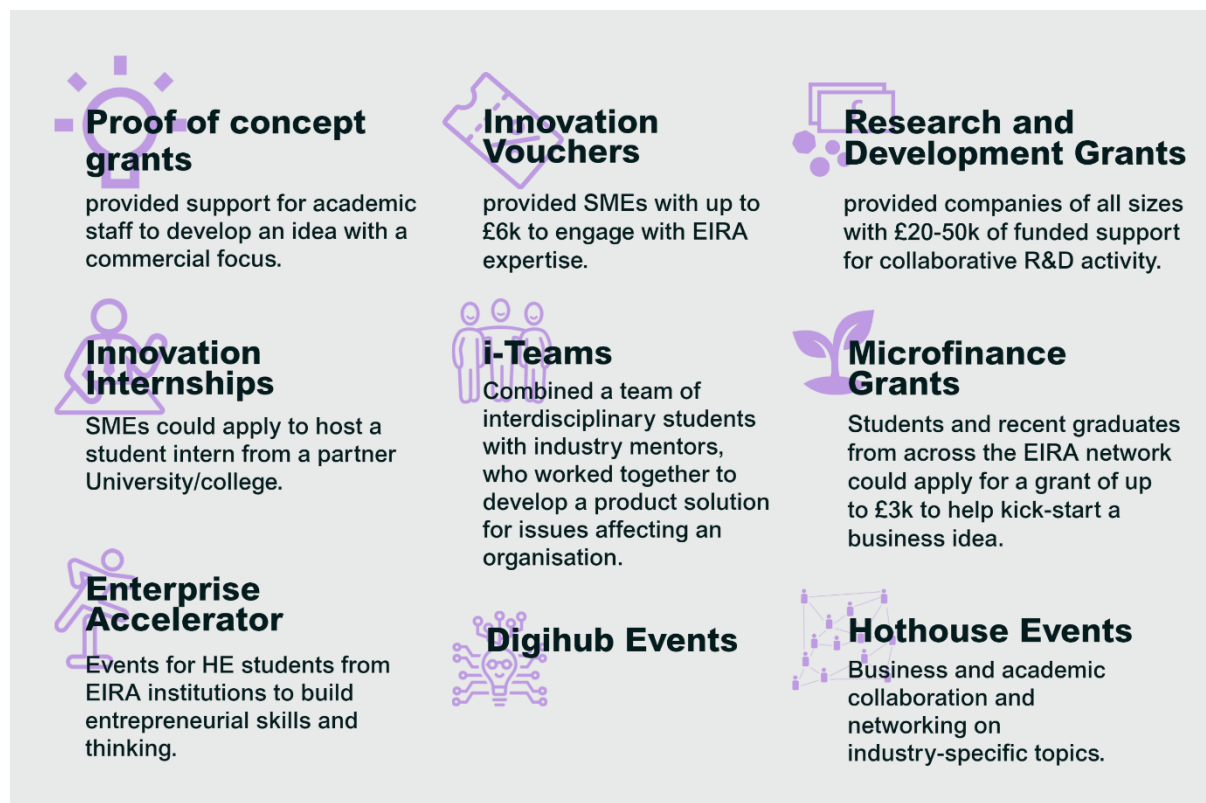 Proof of concept
grants
provided support for academic
staff to develop an idea with a
commercial focus.
Innovation
Vouchers
provided SMEs with up to
£6k to engage with EIRA
expertise.
Research and
Development Grants
provided companies of all sizes
with £20-50k of funded support
for collaborative R&D activity.
Innovation
Internships
SMEs could apply to host a
student intern from a partner
University/college.
i-Teams
Combined a team of
interdisciplinary students
with industry mentors,
who worked together to
develop a product solution
for issues affecting an
organisation.
Microfinance
Grants
Students and recent graduates
from across the EIRA network
could apply for a grant of up
to £3k to help kick-start a
business idea.
Enterprise
Accelerator
Events for HE students from
EIRA institutions to build
entrepreneurial skills and
thinking.
Digihub Events
Hothouse Events
Business and academic
collaboration and
networking on
industry-specific topics.